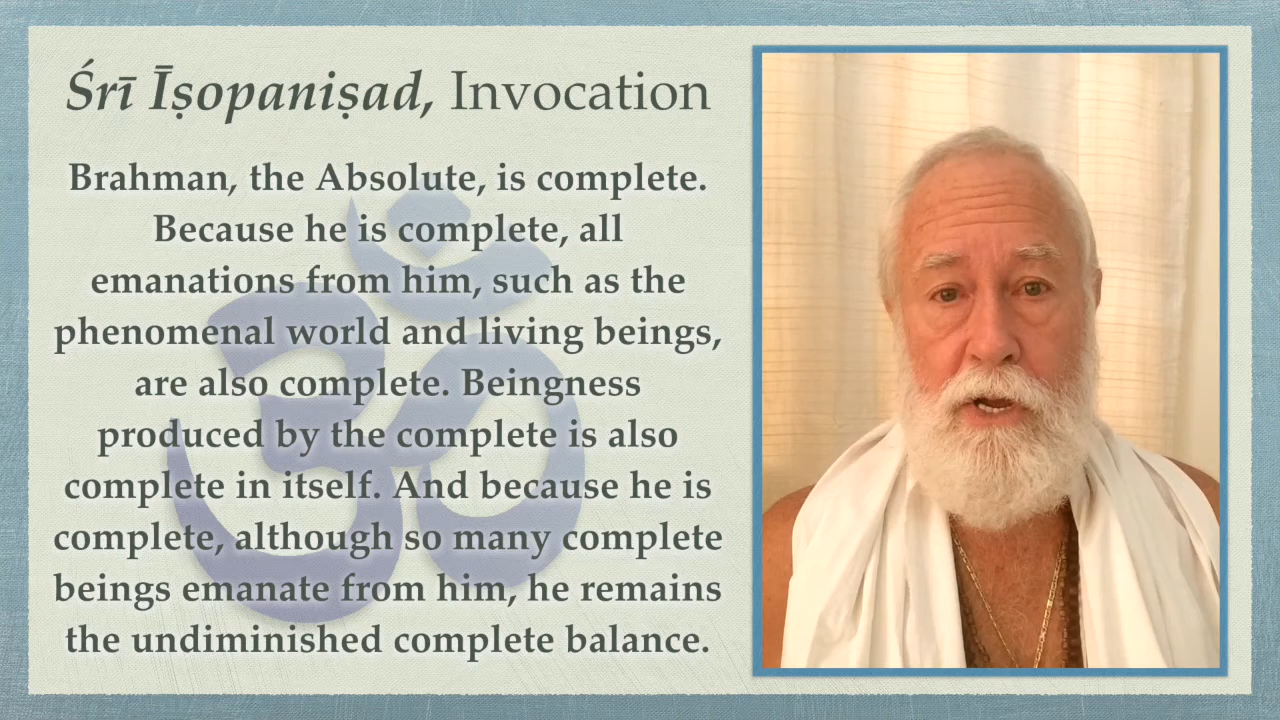 Śrī Īṣopaniṣad, Invocation
Brahman, the Absolute, is complete.
Because he is complete, all
emanations from him, such as the
phenomenal world and living beings,
are also complete. Beingness
produced by the complete is also
complete in itself. And because he is
complete, although so many complete
beings emanate from him, he remains
the undiminished complete balance.
ॐ